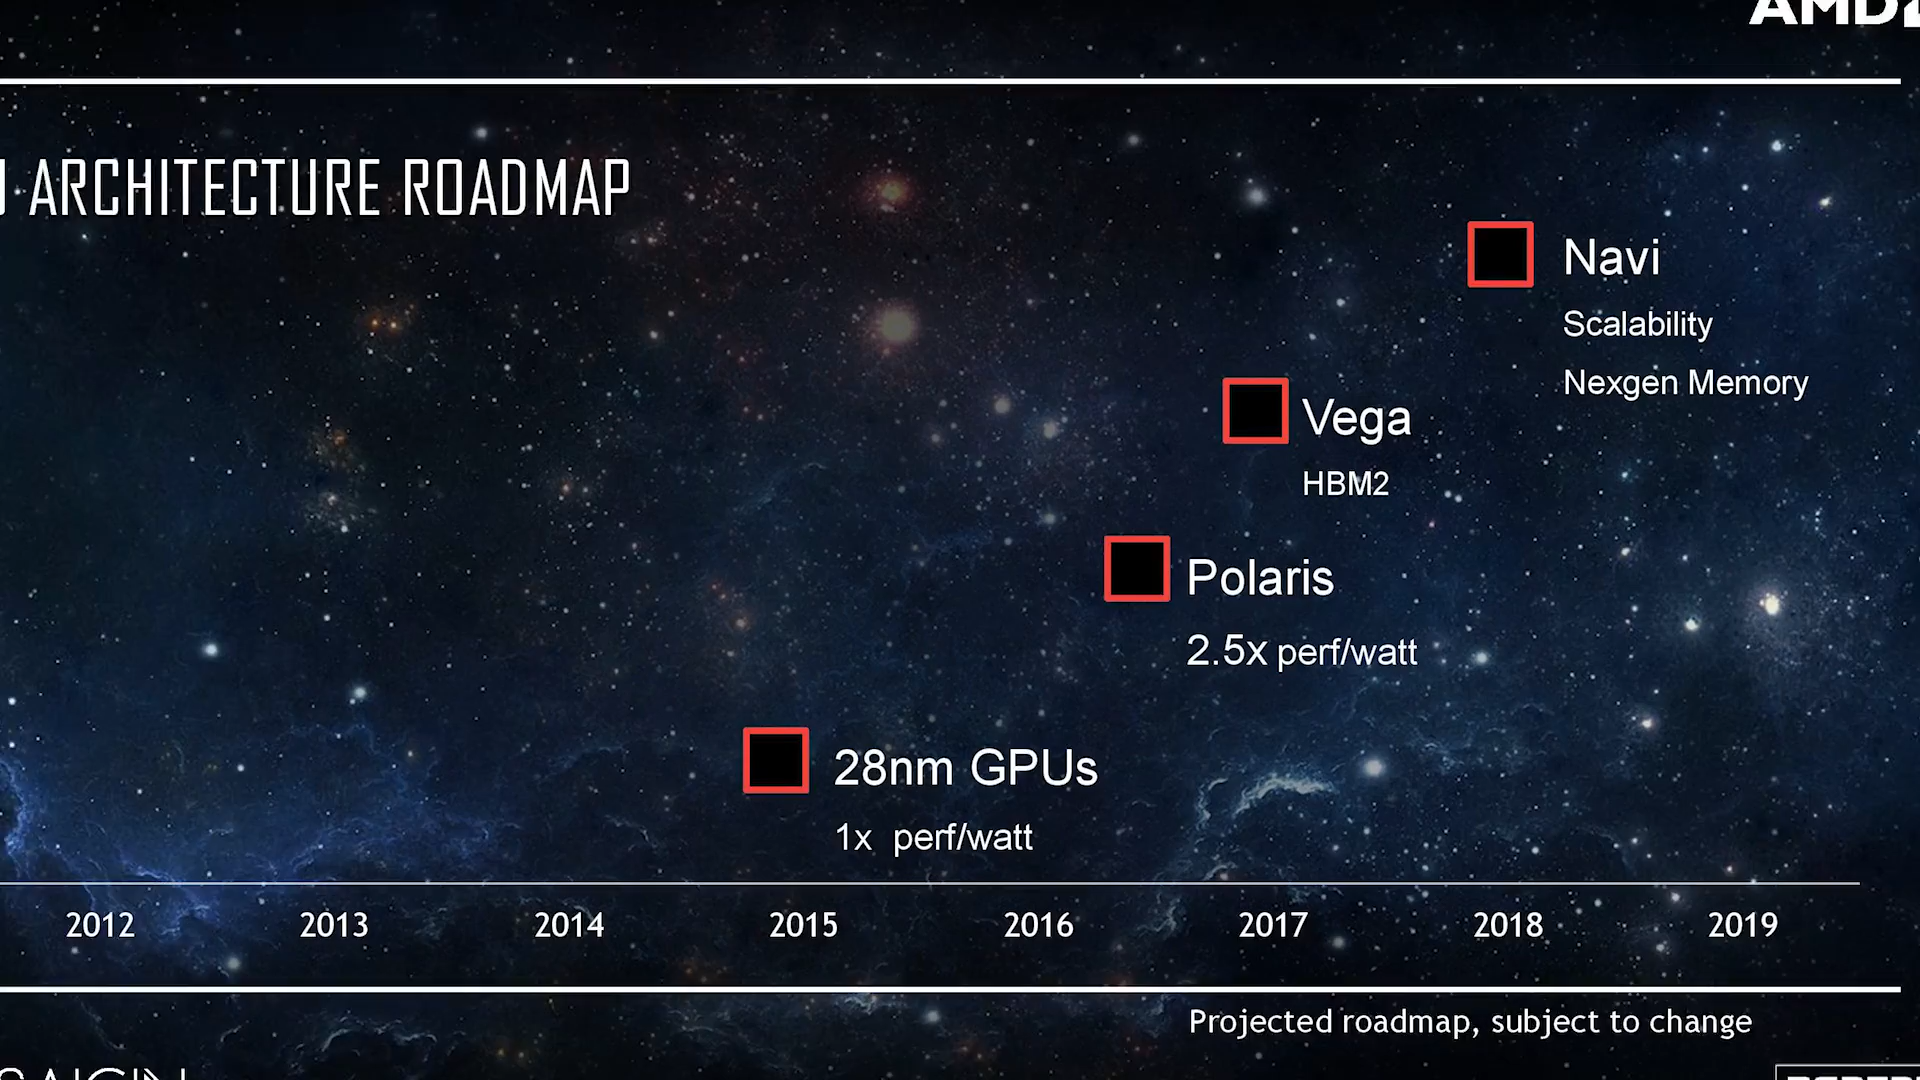 AMD
ARCHITECTURE ROADMAP
Navi
Scalability
Nexgen Memory
Vega
HBM2
Polaris
2.5x perf/watt
28nm GPUs
1x perf/watt
2012 2013 2014 2015 2016 2017 2018 2019
Projected roadmap, subject to change